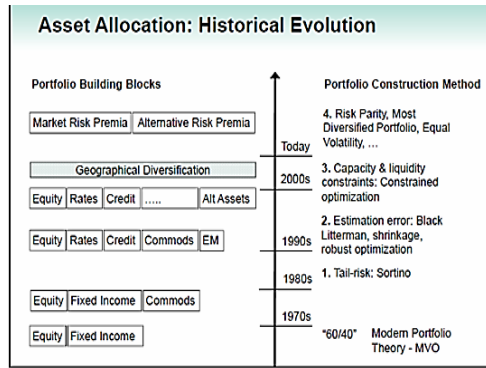 Asset Allocation: Historical Evolution
Portfolio Building Blocks
Portfolio Construction Method
Market Risk Premia Alternative Risk Premia
4. Risk Parity, Most
Diversified Portfolio, Equal
Volatility, ...
Today
Geographical Diversification
3. Capacity & liquidity
constraints: Constrained
optimization
2000s
Equity Rates Credit ..... Alt Assets
2. Estimation error: Black
Litterman, shrinkage,
robust optimization
Equity Rates Credit Commods EM
1990s
1. Tail-risk: Sortino
1980s
Equity Fixed Income Commods
1970s
Equity Fixed Income
"60/40" Modern Portfolio
Theory - MVO